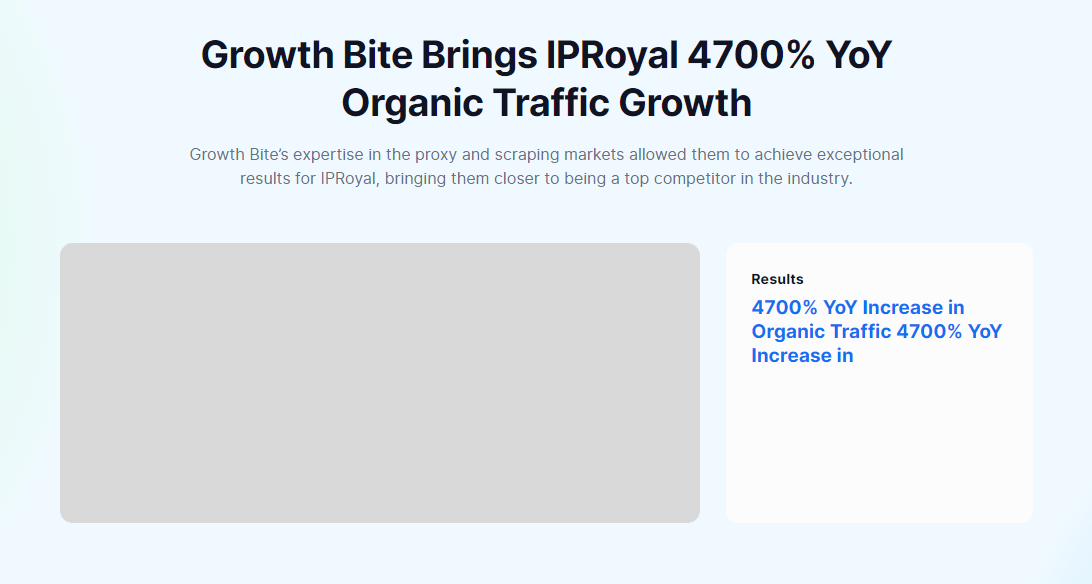 Growth Bite Brings IPRoyal 4700% YoY
Organic Traffic Growth
Growth Bite’s expertise in the proxy and scraping markets allowed them to achieve exceptional
results for IPRoyal, bringing them closer to being a top competitor in the industry.
Results
4700% YoY Increase in
Organic Traffic 4700% YoY
Increase in